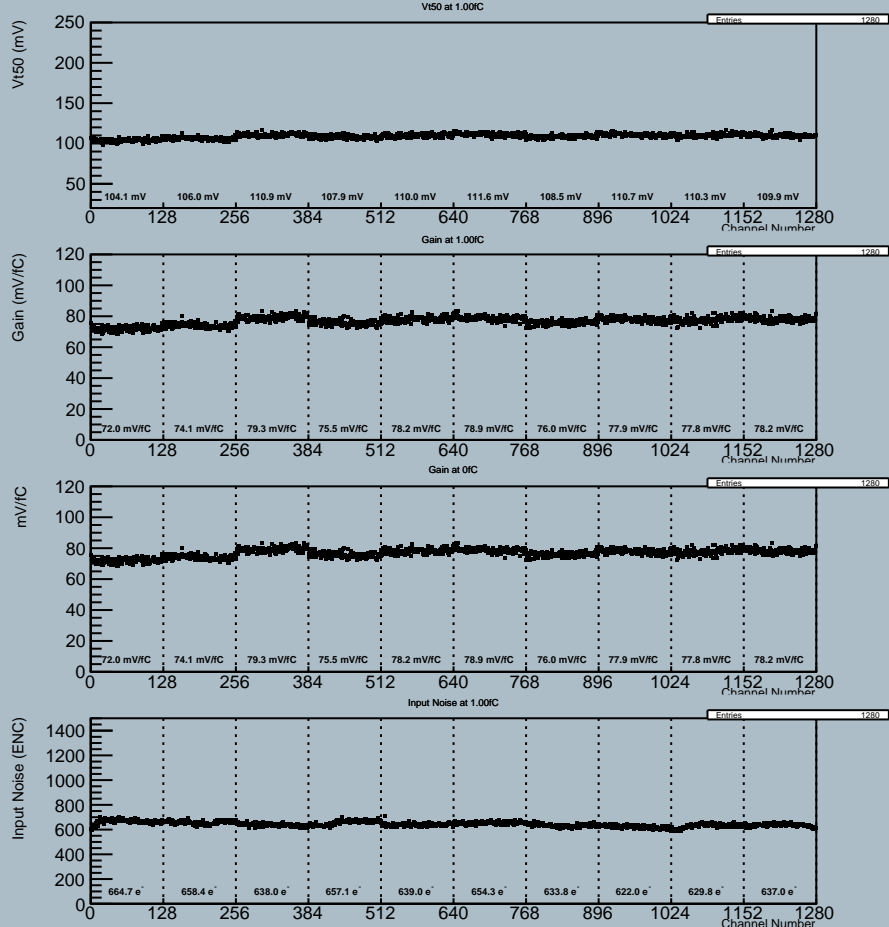 Vt50 at 1.00fC
Entries 1280
Vt50 (mV)
250
200
150
100
50
104.1 mV 106.0 mV 110.9 mV 107.9 mV 110.0 mV 111.6 mV 108.5 mV 110.7 mV 110.3 mV 109.9 mV
0 128 256 384 512 640 768 896 1024 1152 1280
Channel Number
Gain at 1.00fC
Entries 1280
Gain (mV/fC)
120
100
80
60
40
20
0
72.0 mV/fC 74.1 mV/fC 79.3 mV/fC 75.5 mV/fC 78.2 mV/fC 78.9 mV/fC 76.0 mV/fC 77.9 mV/fC 77.8 mV/fC 78.2 mV/fC
0 128 256 384 512 640 768 896 1024 1152 1280
Channel Number
Gain at 0fC
Entries 1280
mV/fC
120
100
80
60
40
20
0
72.0 mV/fC 74.1 mV/fC 79.3 mV/fC 75.5 mV/fC 78.2 mV/fC 78.9 mV/fC 76.0 mV/fC 77.9 mV/fC 77.8 mV/fC 78.2 mV/fC
0 128 256 384 512 640 768 896 1024 1152 1280
Channel Number
Input Noise at 1.00fC
Entries 1280
Input Noise (ENC)
1400
1200
1000
800
600
400
200
0
664.7 e⁻ 658.4 e⁻ 638.0 e⁻ 657.1 e⁻ 639.0 e⁻ 654.3 e⁻ 633.8 e⁻ 622.0 e⁻ 629.8 e⁻ 637.0 e⁻
0 128 256 384 512 640 768 896 1024 1152 1280
Channel Number